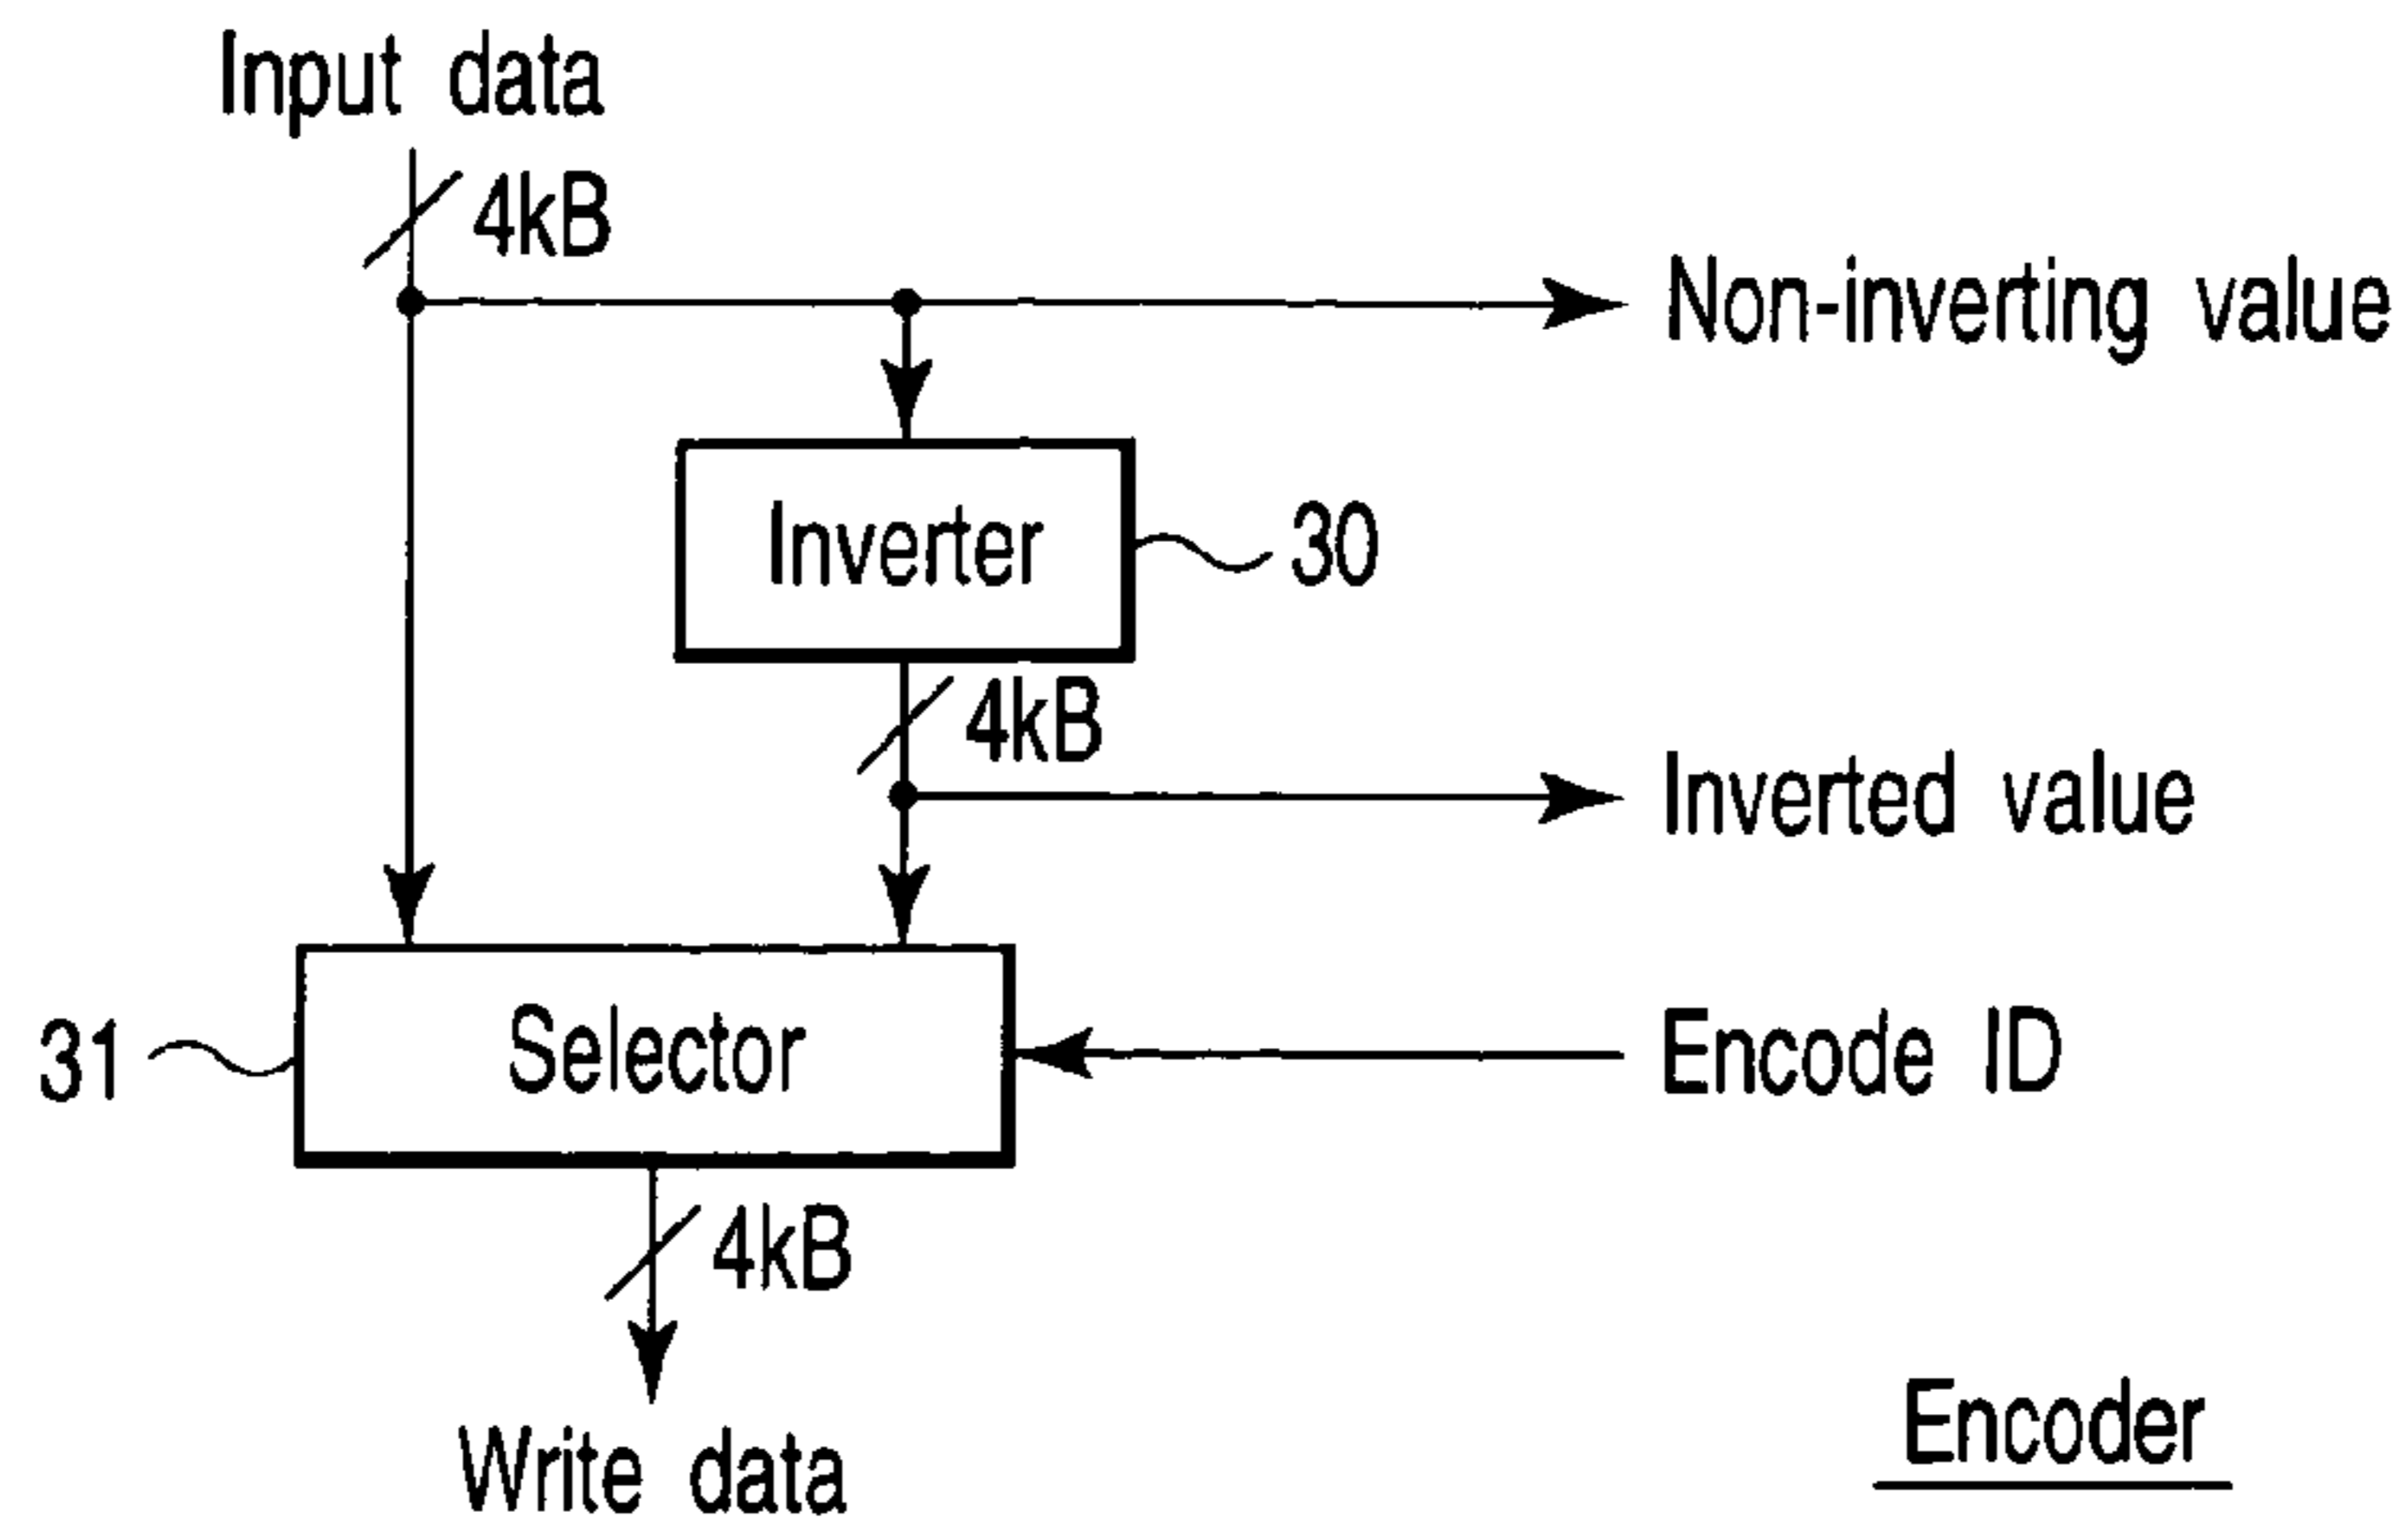 Input data
4kB
Non-inverting value
Inverter
30
4kB
Inverted value
31
Selector
Encode ID
4kB
Write data
Encoder